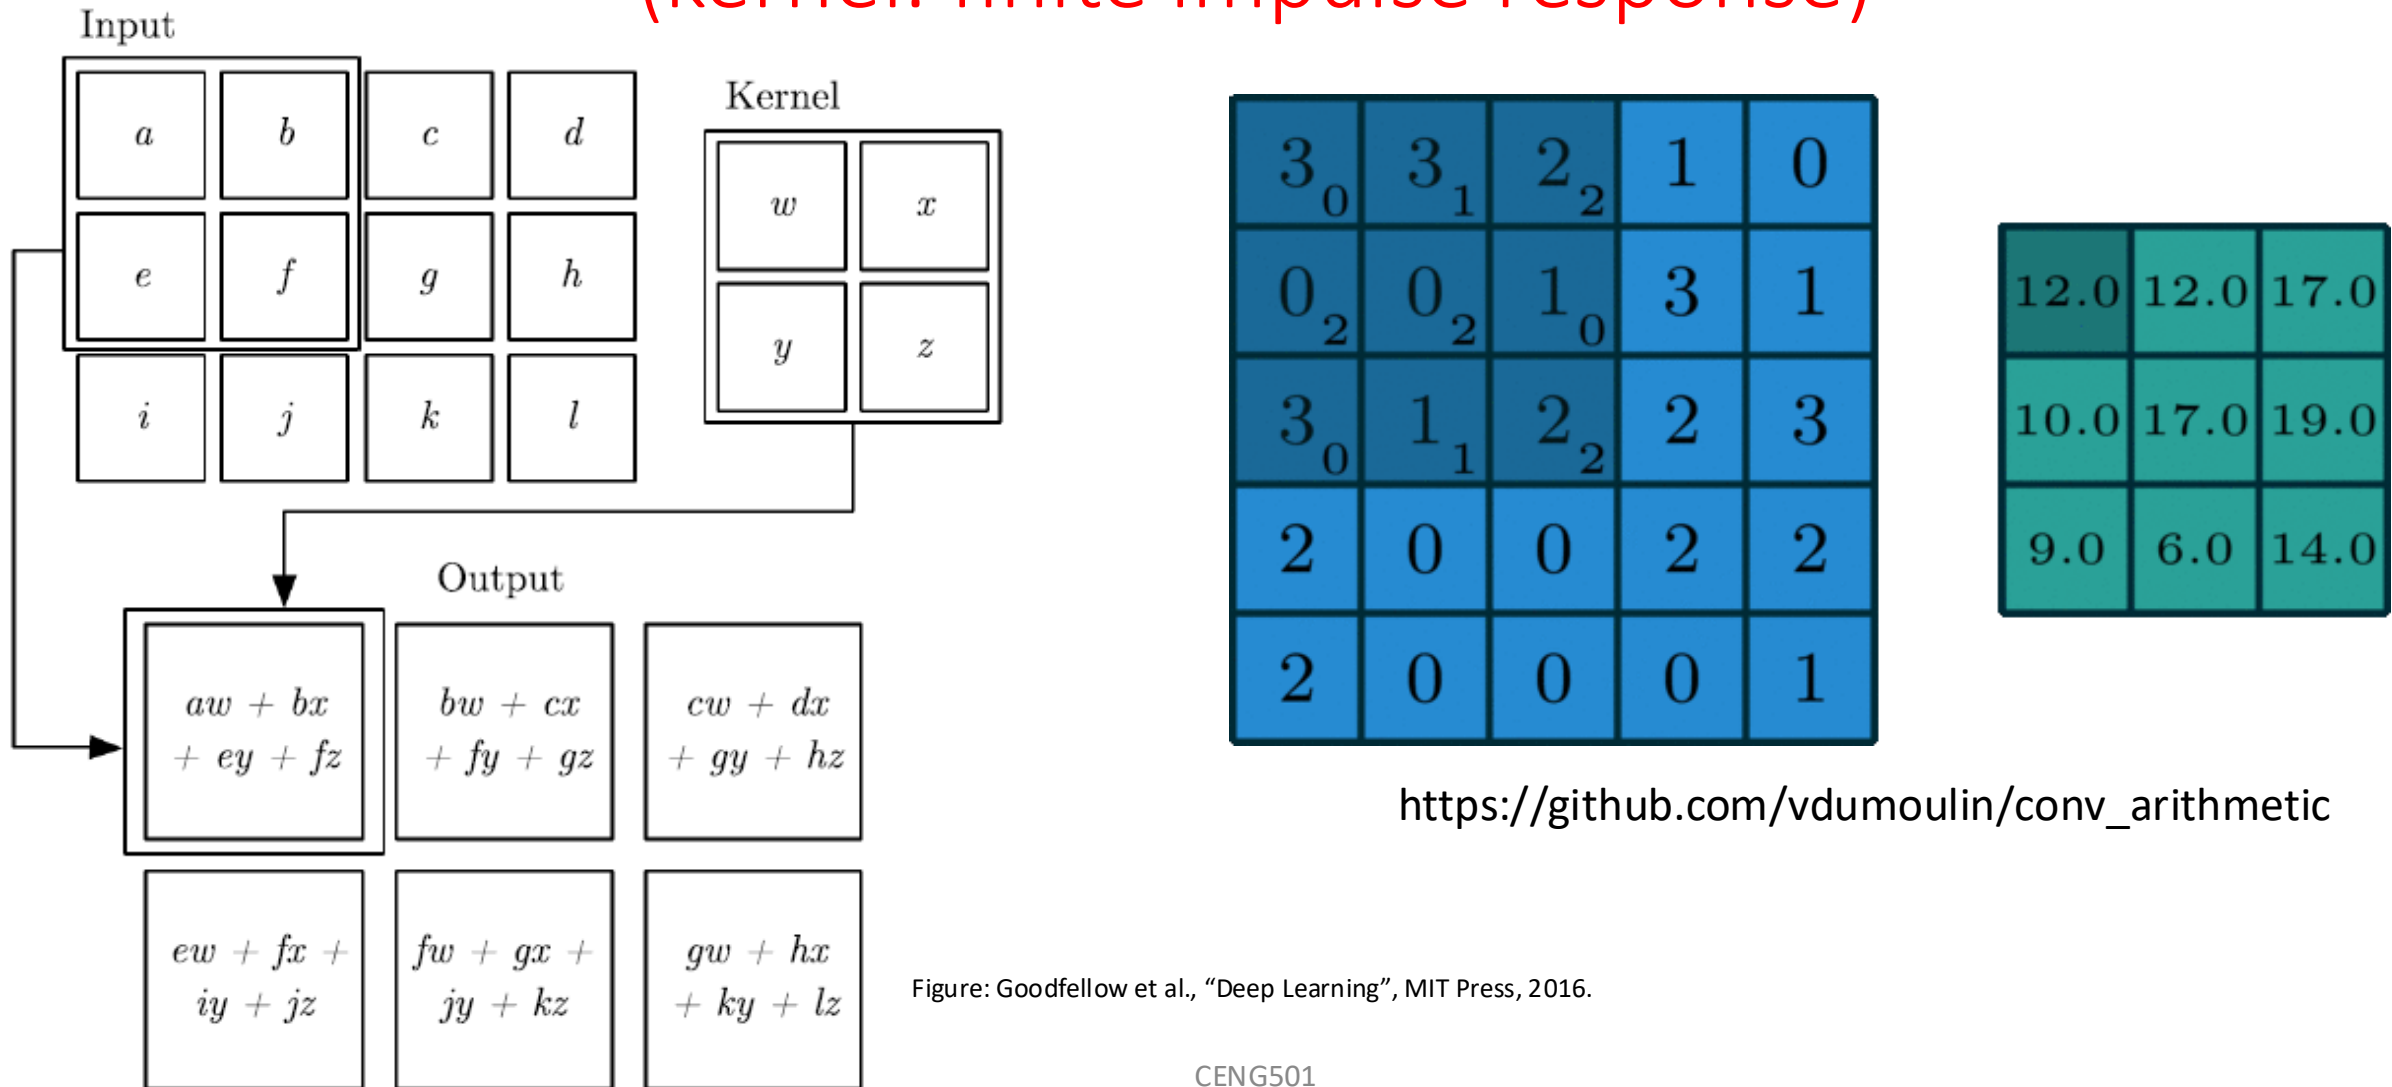 (kernel: finite impulse response)
Input
a b c d
e f g h
i j k l
Kernel
w x
y z
Output
aw + bx
+ ey + fz
bw + cx
+ fy + gz
cw + dx
+ gy + hz
ew + fx +
iy + jz
fw + gx +
jy + kz
gw + hx
+ ky + lz
3 0 3 1 2 2 1 0
0 2 0 2 1 0 3 1
3 0 1 1 2 2 2 3
2 0 0 2 2
2 0 0 0 1
12.0 12.0 17.0
10.0 17.0 19.0
9.0 6.0 14.0
https://github.com/vdumoulin/conv_arithmetic
Figure: Goodfellow et al., “Deep Learning”, MIT Press, 2016.
CENG501